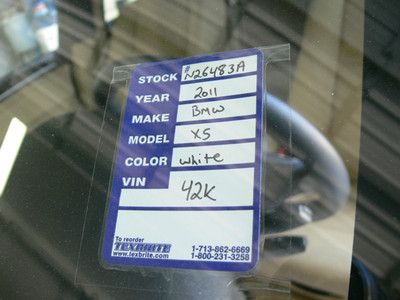 STOCK #N26483A
YEAR 2011
MAKE BMW
MODEL X5
COLOR white
VIN 42K
To reorder
TEXBRITE 1-713-862-6669
www.texbrite.com 1-800-231-3258